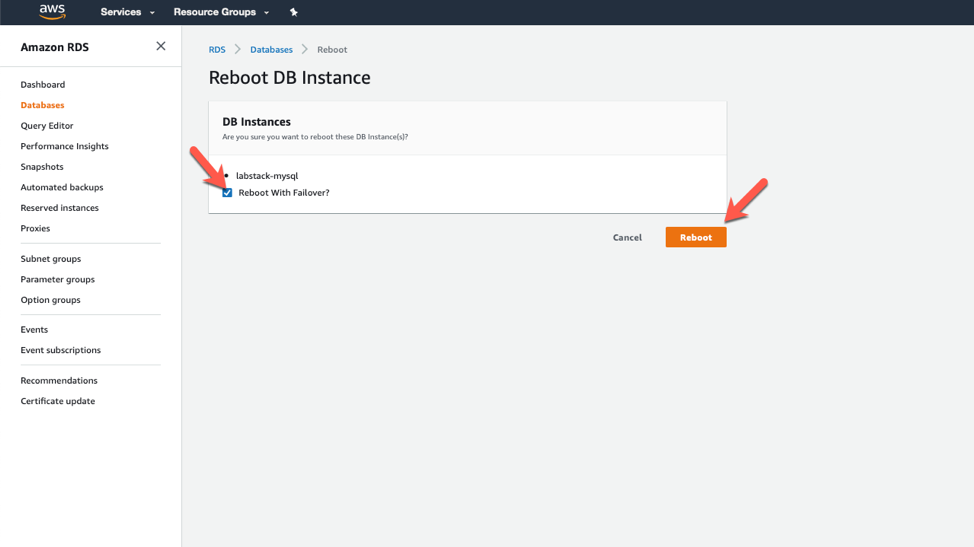 aws
Services
Resource Groups
Amazon RDS
Dashboard
Databases
Query Editor
Performance Insights
Snapshots
Automated backups
Reserved instances
Proxies
Subnet groups
Parameter groups
Option groups
Events
Event subscriptions
Recommendations
Certificate update
RDS Databases Reboot
Reboot DB Instance
DB Instances
Are you sure you want to reboot these DB Instance(s)?
labstack-mysql
Reboot With Failover?
Cancel Reboot